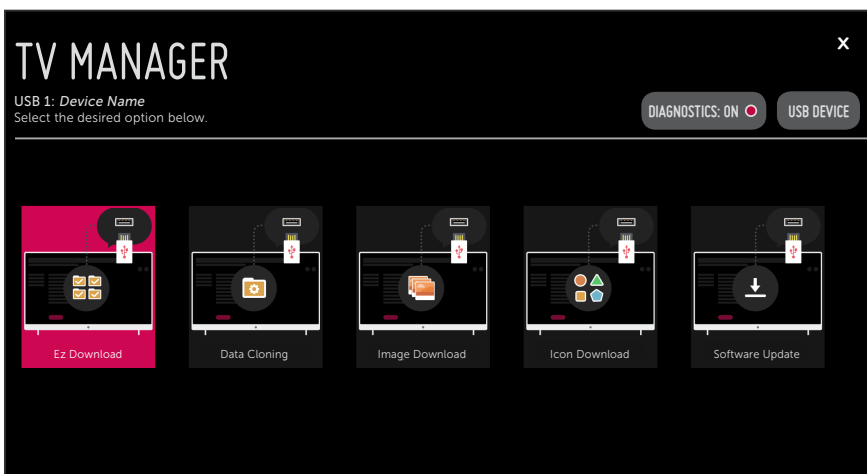 TV MANAGER
X
USB 1: Device Name
Select the desired option below.
DIAGNOSTICS: ON
USB DEVICE
Ez Download
Data Cloning
Image Download
Icon Download
Software Update